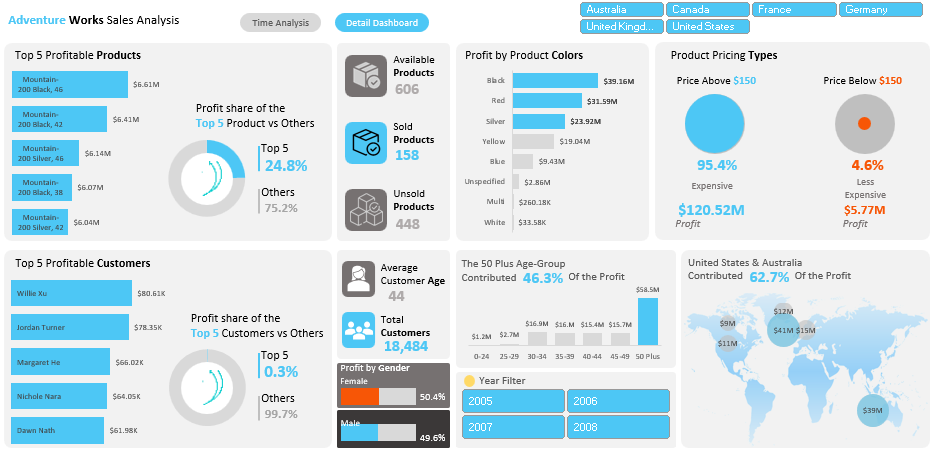 Adventure Works Sales Analysis
Time Analysis
Detail Dashboard
Australia
Canada
France
Germany
United Kingd...
United States
Top 5 Profitable Products
Mountain-
200 Black, 46
$6.61M
Mountain-
200 Black, 42
$6.41M
Mountain-
200 Silver, 46
$6.14M
Mountain-
200 Black, 38
$6.07M
Mountain-
200 Silver, 42
$6.04M
Profit share of the
Top 5 Product vs Others
Top 5
24.8%
Others
75.2%
Available
Products
606
Sold
Products
158
Unsold
Products
448
Profit by Product Colors
Black
$39.16M
Red
$31.59M
Silver
$23.92M
Yellow
$19.04M
Blue
$9.43M
Unspecified
$2.86M
Multi
$260.18K
White
$33.58K
Product Pricing Types
Price Above $150
95.4%
Expensive
$120.52M
Profit
Price Below $150
4.6%
Less
Expensive
$5.77M
Profit
Top 5 Profitable Customers
Willie Xu
$80.61K
Jordan Turner
$78.35K
Margaret He
$66.02K
Nichole Nara
$64.05K
Dawn Nath
$61.98K
Profit share of the
Top 5 Customers vs Others
Top 5
0.3%
Others
99.7%
Average
Customer Age
44
Total
Customers
18,484
Profit by Gender
Female
50.4%
Male
49.6%
The 50 Plus Age-Group
Contributed 46.3% Of the Profit
$1.2M
$2.7M
$16.9M
$16.M
$15.4M
$15.7M
$58.5M
0-24
25-29
30-34
35-39
40-44
45-49
50 Plus
Year Filter
2005
2006
2007
2008
United States & Australia
Contributed 62.7% Of the Profit
$9M
$11M
$12M
$41M
$15M
$39M